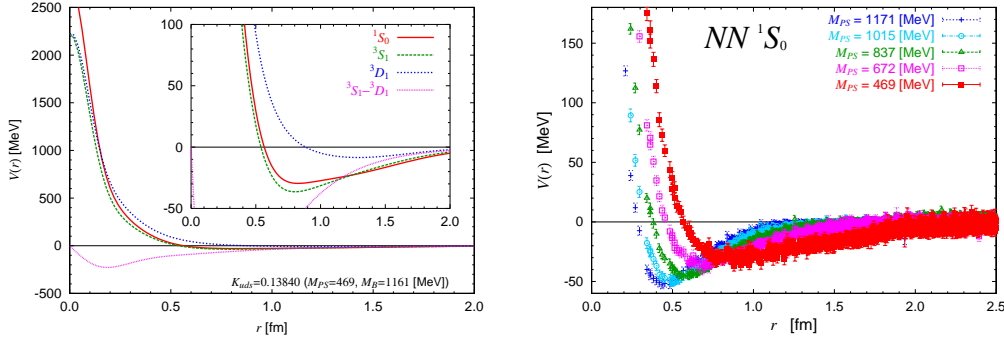 V(r) [MeV]
2500
2000
1500
1000
500
0
-500
0.0 0.5 1.0 1.5 2.0
r [fm]
100
50
0
-50
0.0 0.5 1.0 1.5 2.0
¹S₀
³S₁
³D₁
³S₁−³D₁
K_uds=0.13840 (M_PS=469, M_B=1161 [MeV])
V(r) [MeV]
150
100
50
0
-50
0.0 0.5 1.0 1.5 2.0 2.5
r [fm]
NN ¹S₀
M_PS = 1171 [MeV]
M_PS = 1015 [MeV]
M_PS = 837 [MeV]
M_PS = 672 [MeV]
M_PS = 469 [MeV]